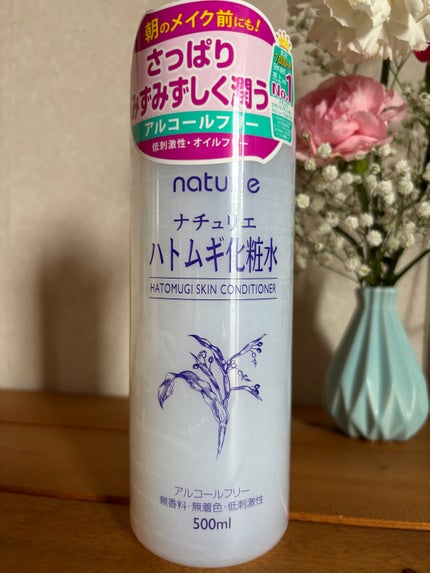 朝のメイク前にも!
さっぱり
みずみずしく潤う
アルコールフリー
低刺激性・オイルフリー
No.1
naturie
ナチュリエ
ハトムギ化粧水
HATOMUGI SKIN CONDITIONER
アルコールフリー
無香料・無着色・低刺激性
500ml